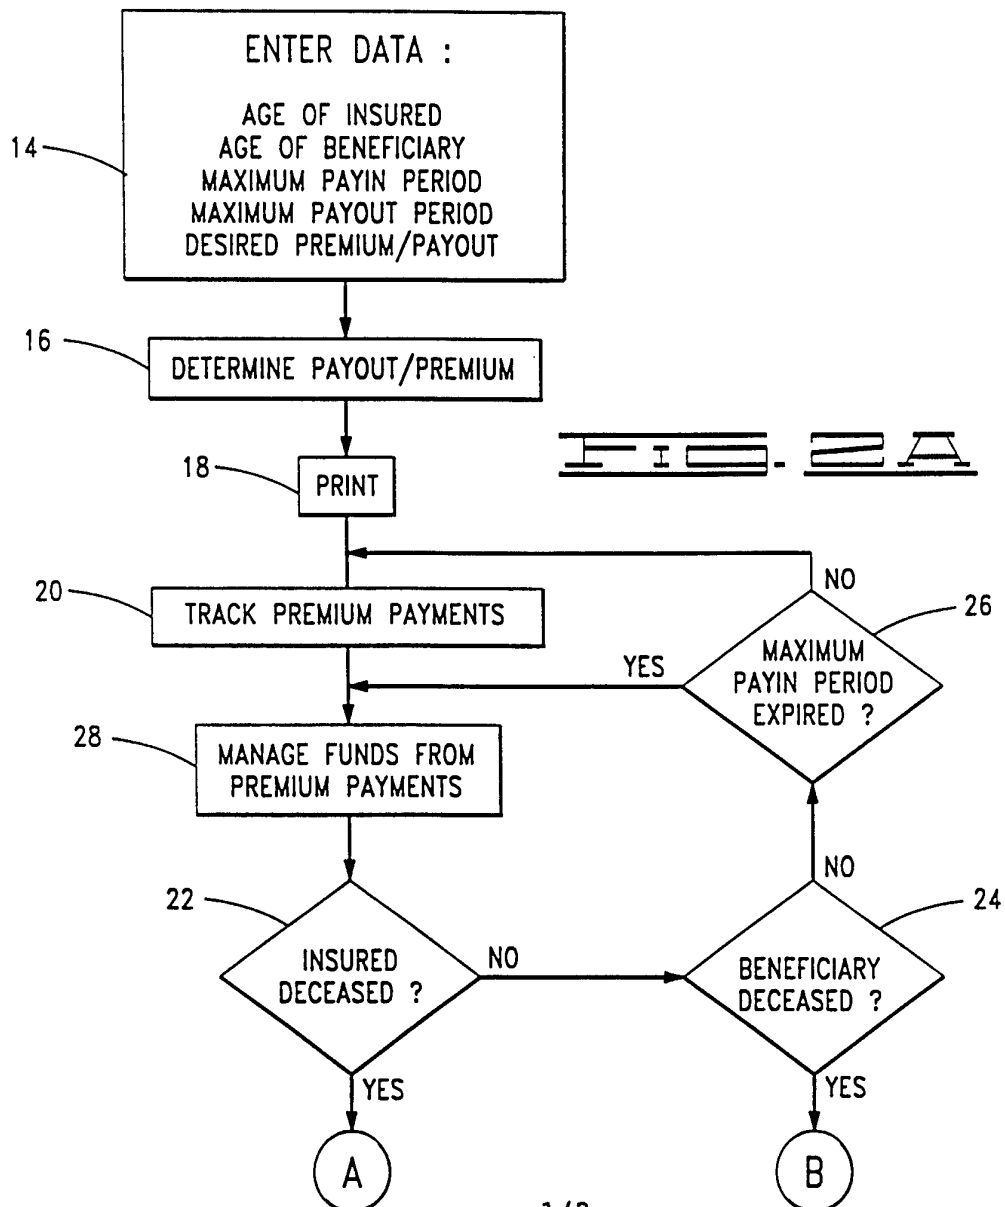 ENTER DATA :
AGE OF INSURED
AGE OF BENEFICIARY
MAXIMUM PAYIN PERIOD
MAXIMUM PAYOUT PERIOD
DESIRED PREMIUM/PAYOUT
14
16
DETERMINE PAYOUT/PREMIUM
FIG. 2A
18
PRINT
NO
20
TRACK PREMIUM PAYMENTS
26
YES
MAXIMUM
PAYIN PERIOD
EXPIRED ?
28
MANAGE FUNDS FROM
PREMIUM PAYMENTS
NO
22
24
INSURED
DECEASED ?
NO
BENEFICIARY
DECEASED ?
YES
YES
A
B